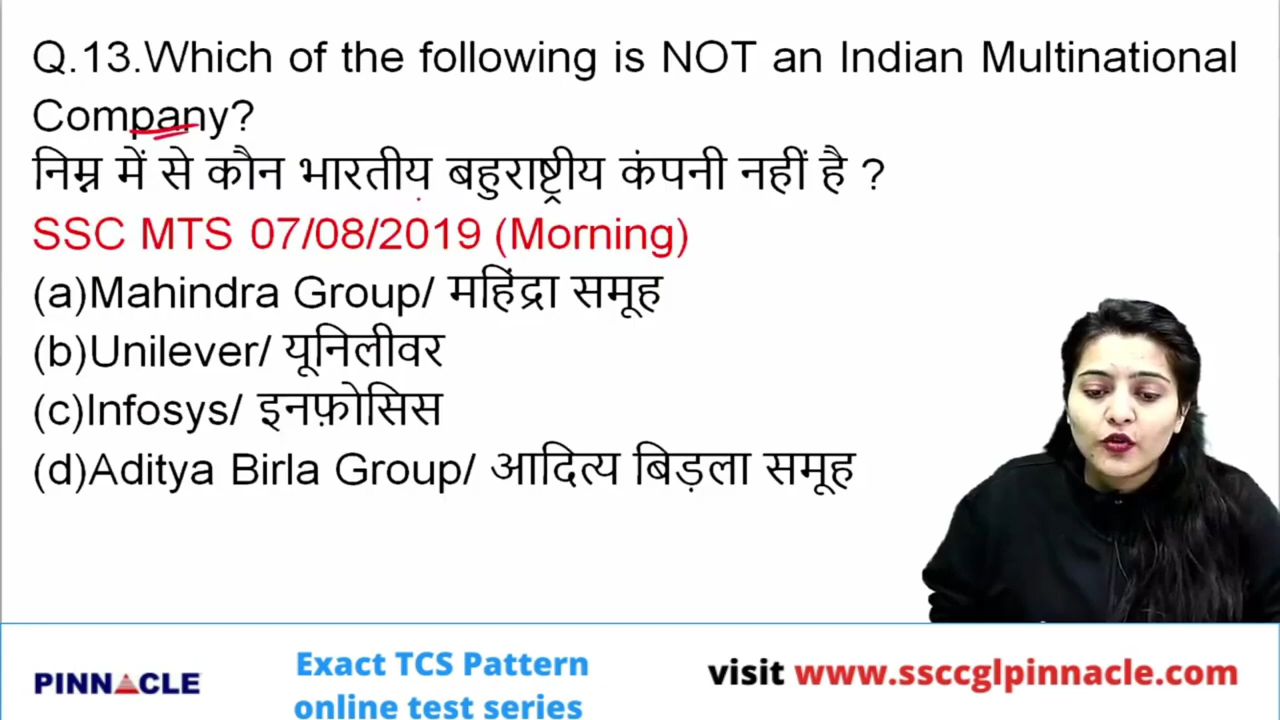 Q.13.Which of the following is NOT an Indian Multinational
Company?
निम्न में से कौन भारतीय बहुराष्ट्रीय कंपनी नहीं है ?
SSC MTS 07/08/2019 (Morning)
(a)Mahindra Group/ महिंद्रा समूह
(b)Unilever/ यूनिलीवर
(c)Infosys/ इनफ़ोसिस
(d)Aditya Birla Group/ आदित्य बिड़ला समूह
PINNACLE
Exact TCS Pattern
online test series
visit www.ssccglpinnacle.com